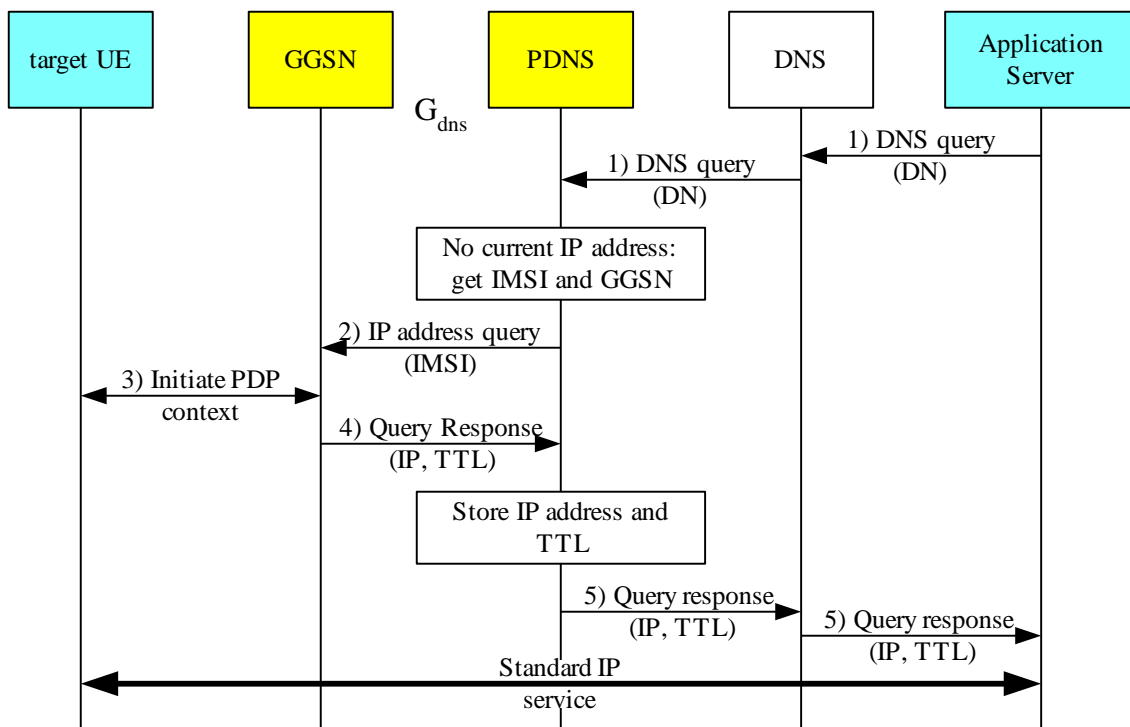 target UE
GGSN
PDNS
DNS
Application
Server
Gdns
1) DNS query
(DN)
1) DNS query
(DN)
No current IP address:
get IMSI and GGSN
2) IP address query
(IMSI)
3) Initiate PDP
context
4) Query Response
(IP, TTL)
Store IP address and
TTL
5) Query response
(IP, TTL)
5) Query response
(IP, TTL)
Standard IP
service